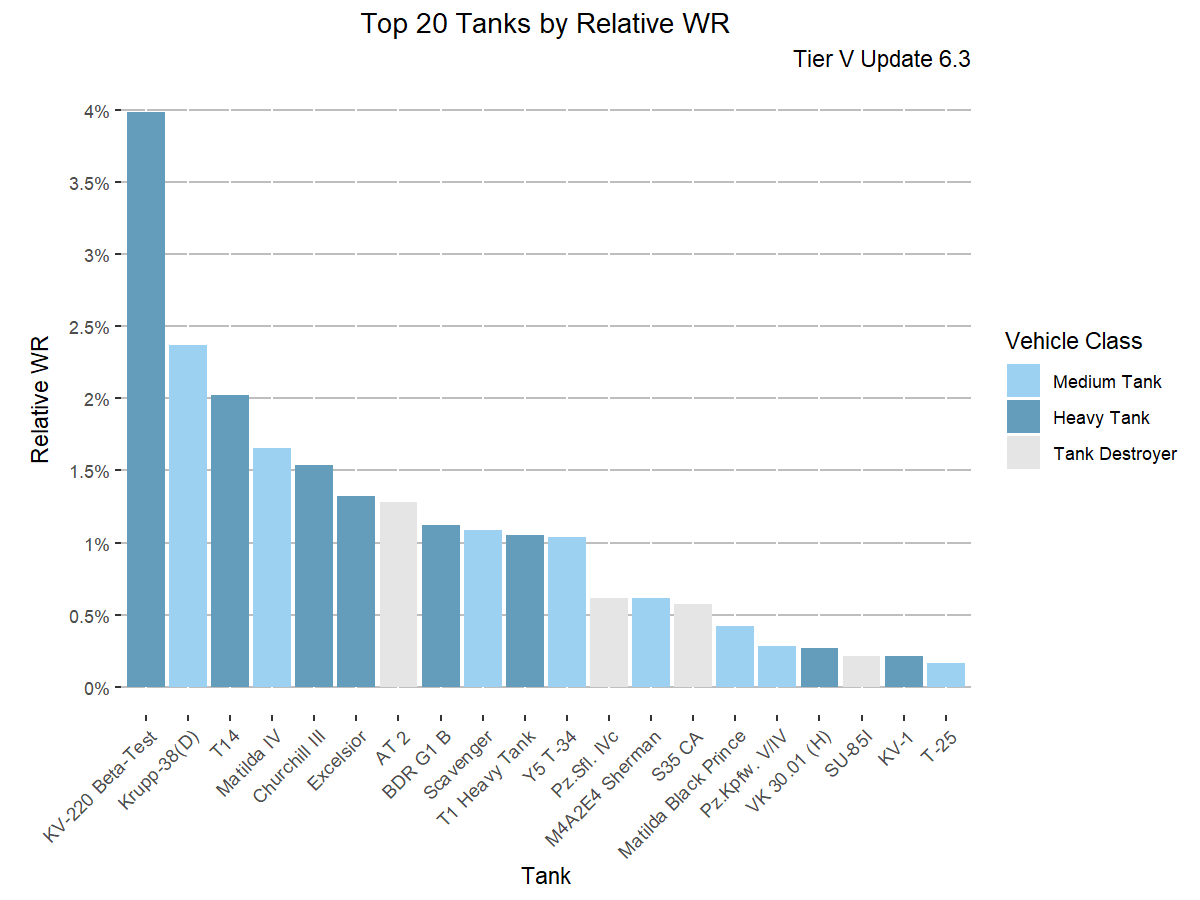 Top 20 Tanks by Relative WR
Tier V Update 6.3
4%
3.5%
3%
2.5%
2%
1.5%
1%
0.5%
0%
Relative WR
KV-220 Beta-Test
Krupp-38(D)
T14
Matilda IV
Churchill III
Excelsior
AT 2
BDR G1 B
Scavenger
T1 Heavy Tank
Y5 T-34
Pz.Sfl. IVc
M4A2E4 Sherman
S35 CA
Matilda Black Prince
Pz.Kpfw. V/IV
VK 30.01 (H)
SU-85I
KV-1
T-25
Tank
Vehicle Class
Medium Tank
Heavy Tank
Tank Destroyer